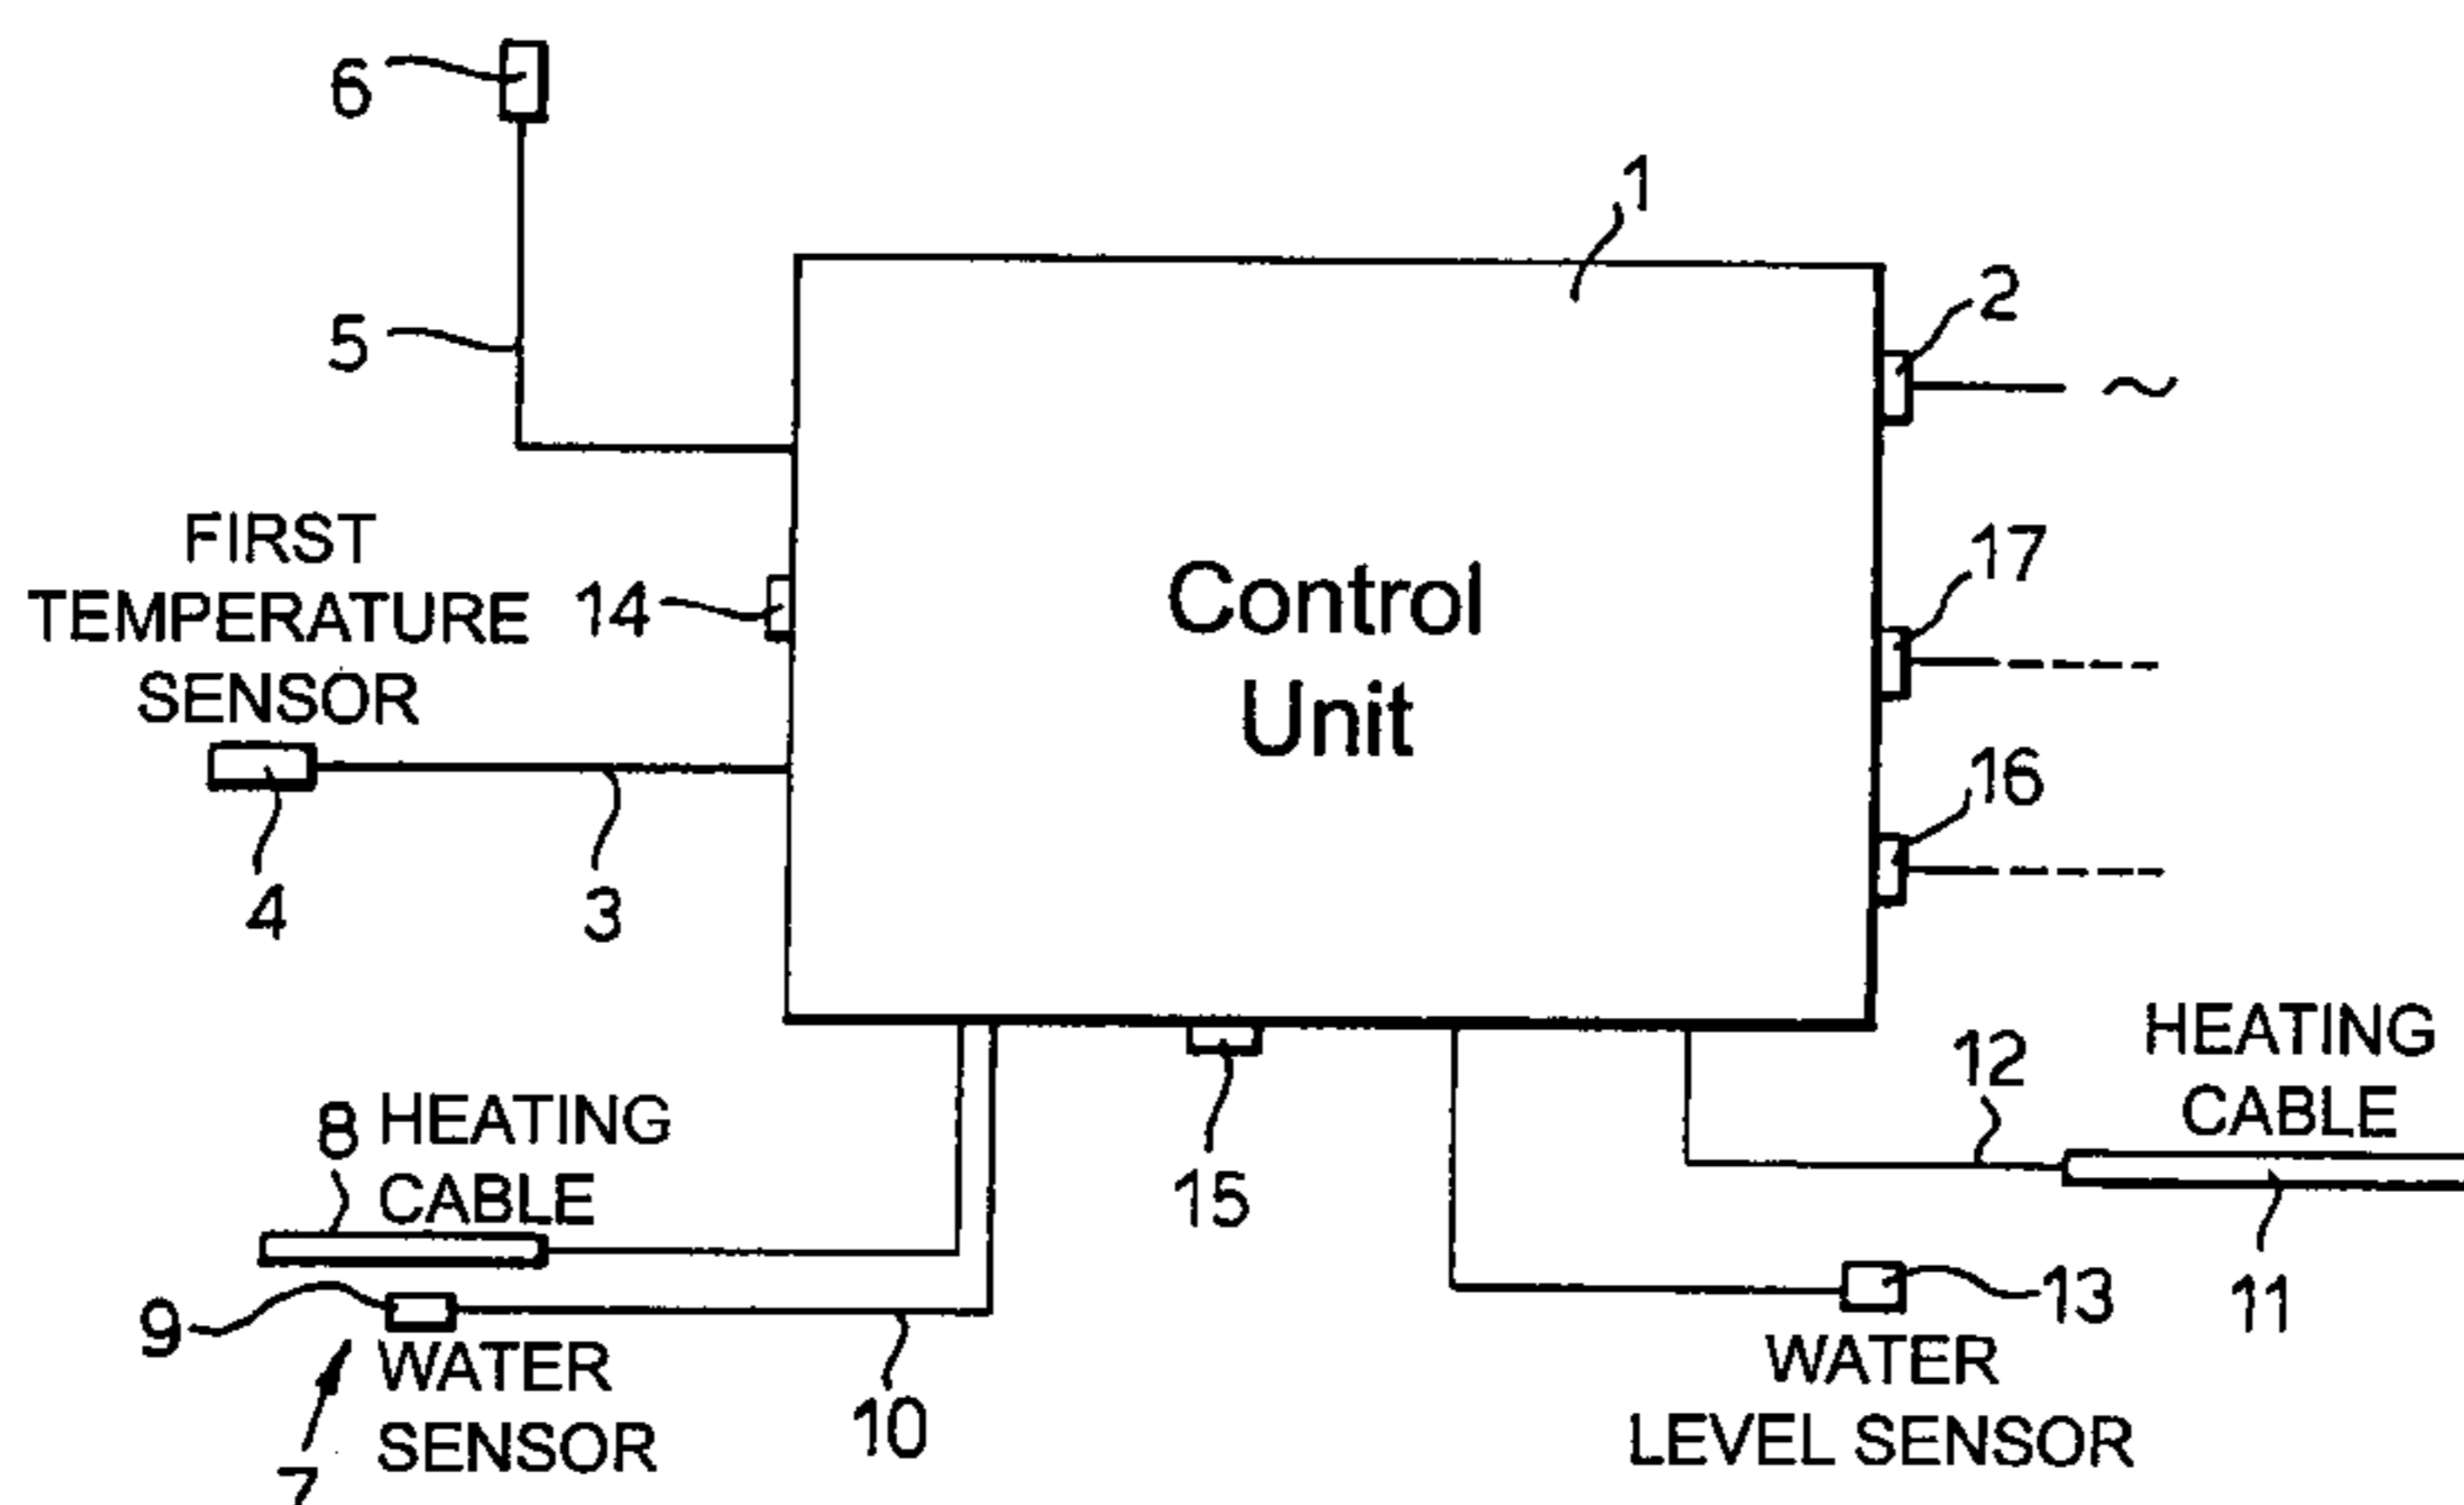 6
1
2
5
FIRST
TEMPERATURE
SENSOR
14
Control
Unit
17
16
4
3
8
HEATING
CABLE
9
WATER
SENSOR
7
10
15
12
HEATING
CABLE
11
13
WATER
LEVEL SENSOR
~